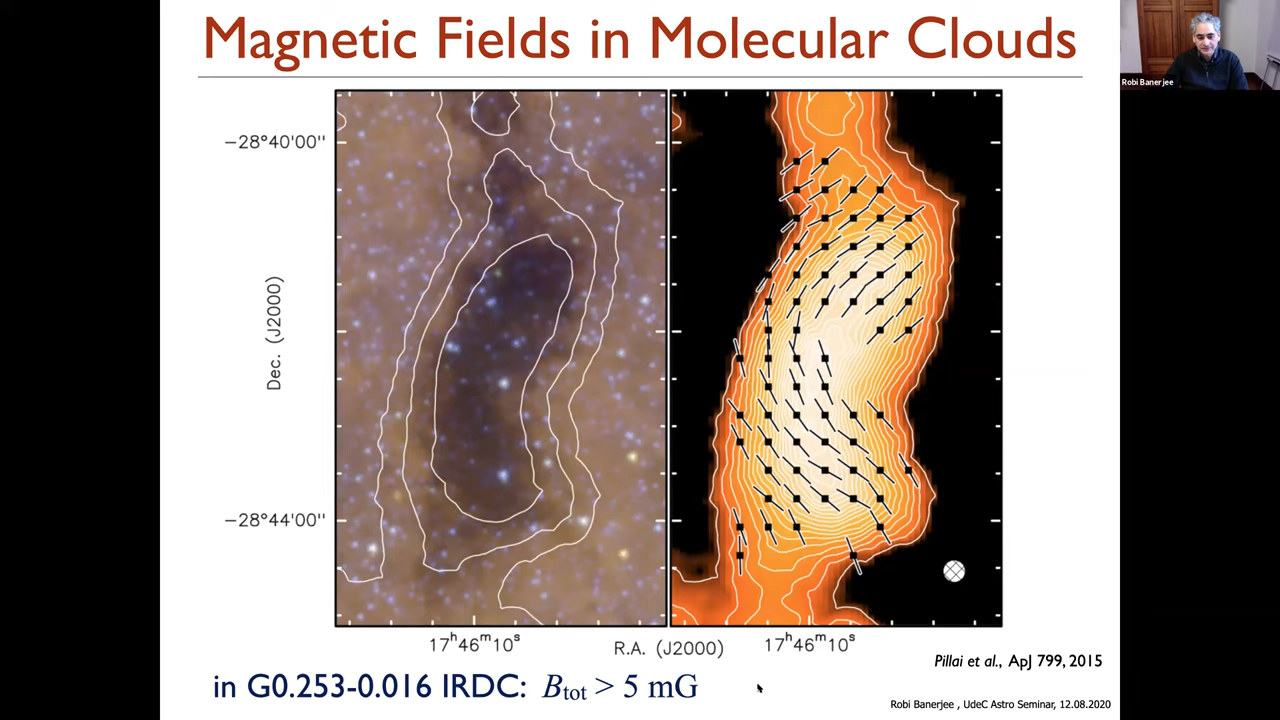 Magnetic Fields in Molecular Clouds
Robi Banerjee
-28°40'00"
Dec. (J2000)
-28°44'00"
17ʰ46ᵐ10ˢ
R.A. (J2000)
17ʰ46ᵐ10ˢ
Pillai et al., ApJ 799, 2015
in G0.253-0.016 IRDC: Btot > 5 mG
Robi Banerjee , UdeC Astro Seminar, 12.08.2020